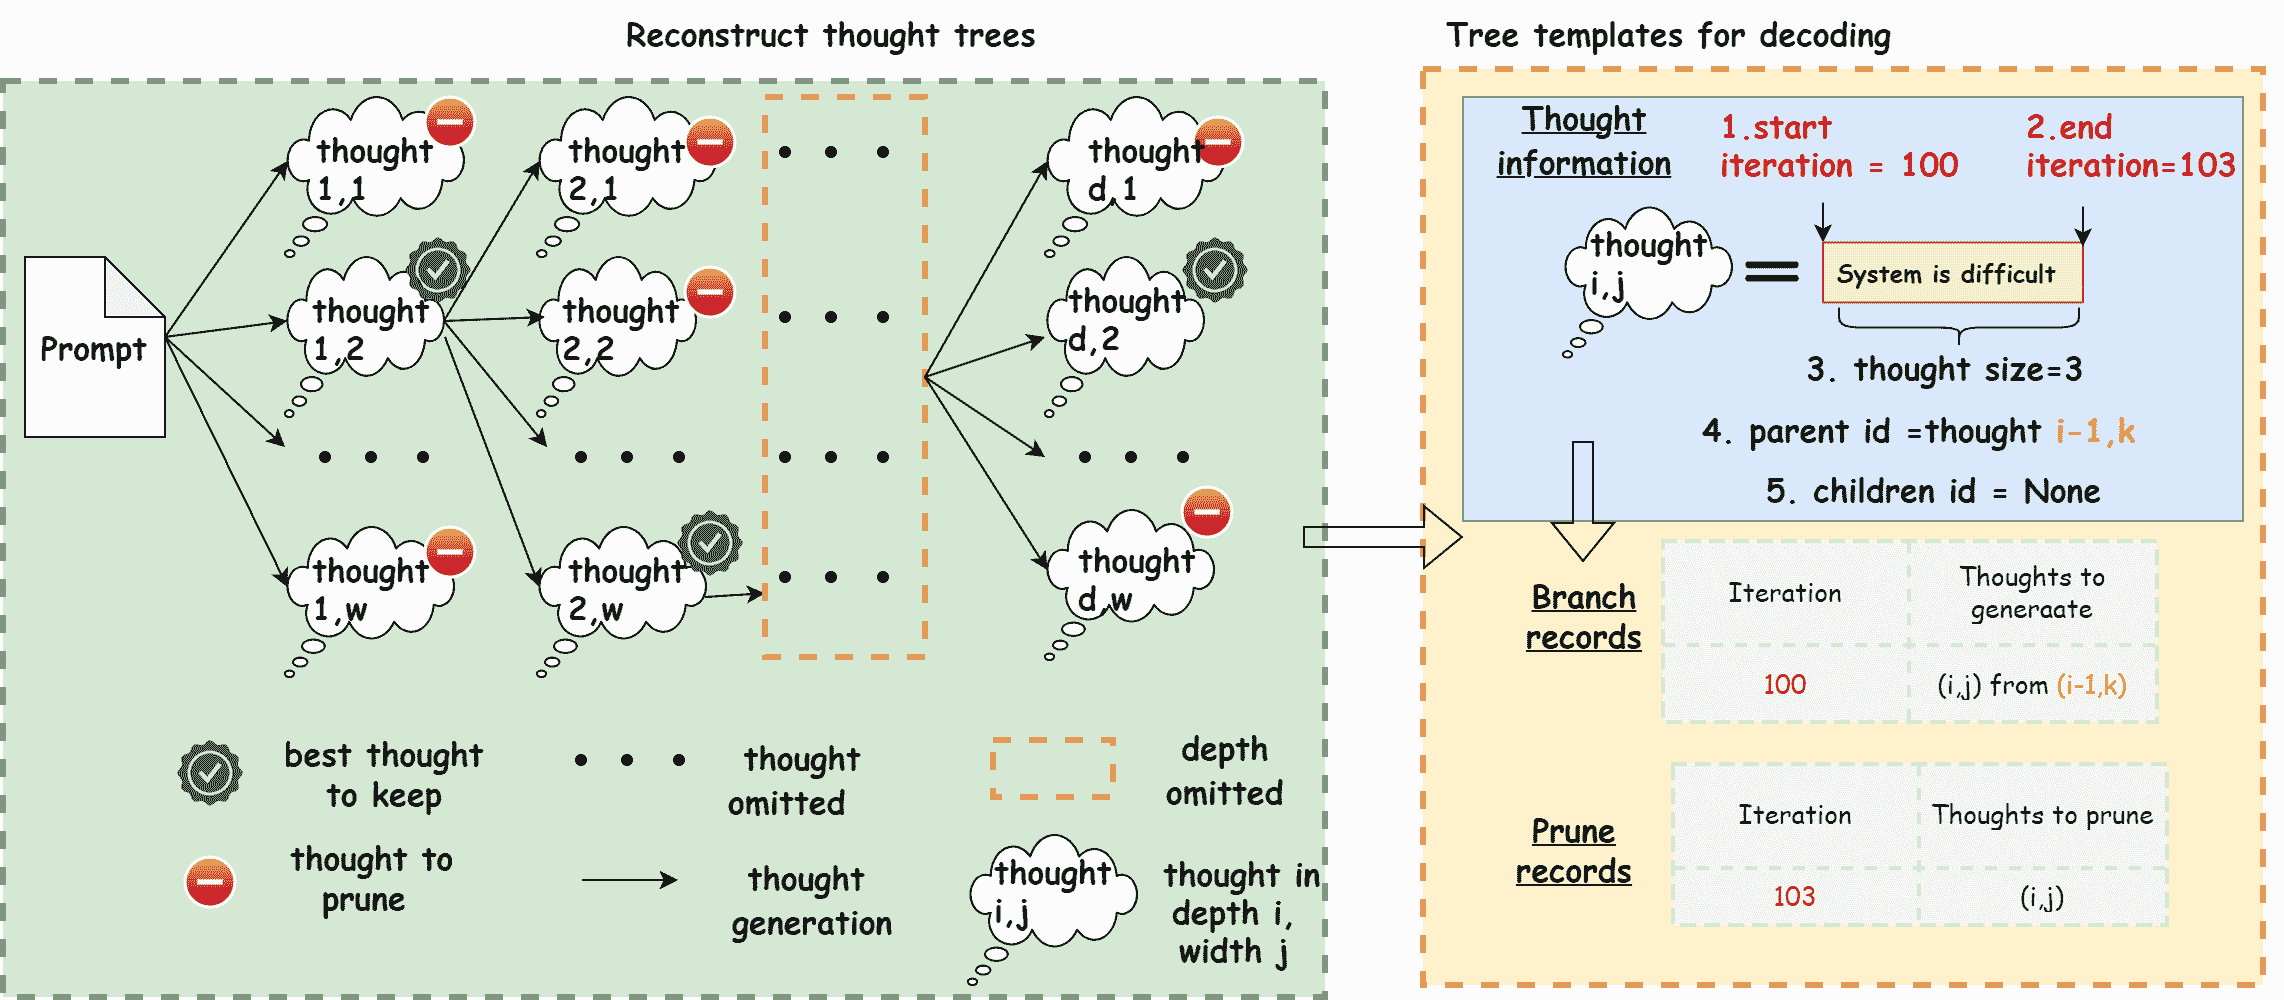 Reconstruct thought trees
Prompt
thought
1,1
thought
1,2
thought
1,w
thought
2,1
thought
2,2
thought
2,w
thought
d,1
thought
d,2
thought
d,w
best thought
to keep
thought
omitted
depth
omitted
thought to
prune
thought
generation
thought
i,j
thought in
depth i,
width j
Tree templates for decoding
Thought
information
1.start
iteration = 100
2.end
iteration=103
thought
i,j
=
System is difficult
3. thought size=3
4. parent id =thought i-1,k
5. children id = None
Branch
records
Iteration
Thoughts to
generaate
100
(i,j) from (i-1,k)
Prune
records
Iteration
Thoughts to prune
103
(i,j)